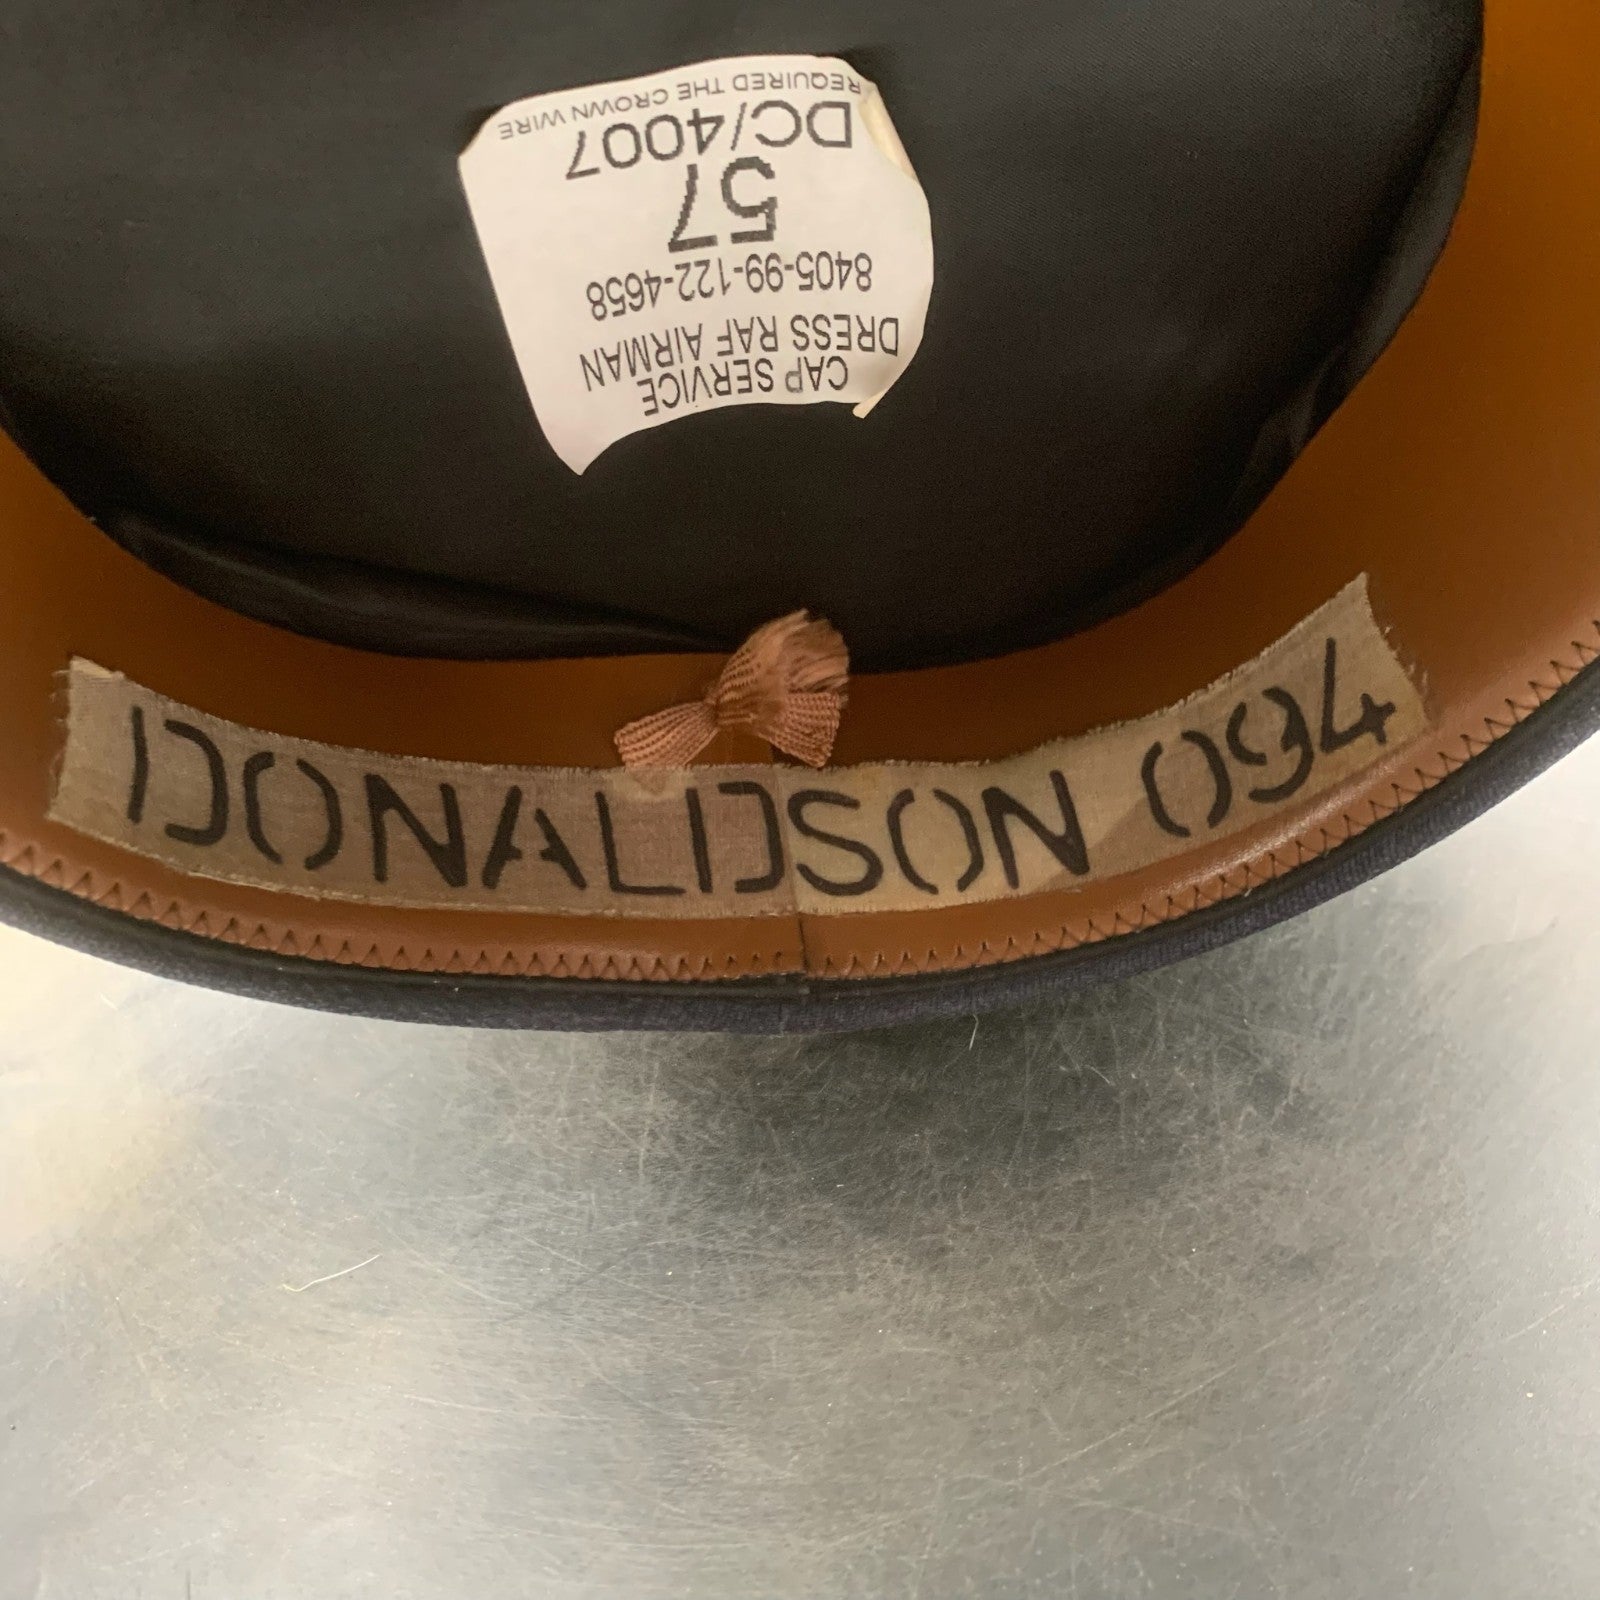 CAP SERVICE
DRESS RAF AIRMAN
8405-99-122-4658
57
DC/4007
REQUIRED THE CROWN WIRE
DONALDSON 094